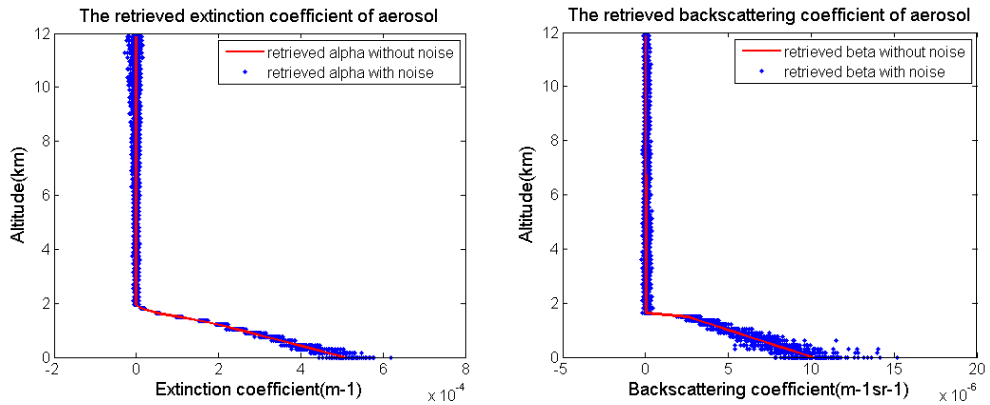 The retrieved extinction coefficient of aerosol
12
10
8
6
4
2
0
-2
0
2
4
6
8
Altitude(km)
Extinction coefficient(m-1)
x 10-4
retrieved alpha without noise
retrieved alpha with noise
The retrieved backscattering coefficient of aerosol
12
10
8
6
4
2
0
-5
0
5
10
15
20
Altitude(km)
Backscattering coefficient(m-1sr-1)
x 10-6
retrieved beta without noise
retrieved beta with noise